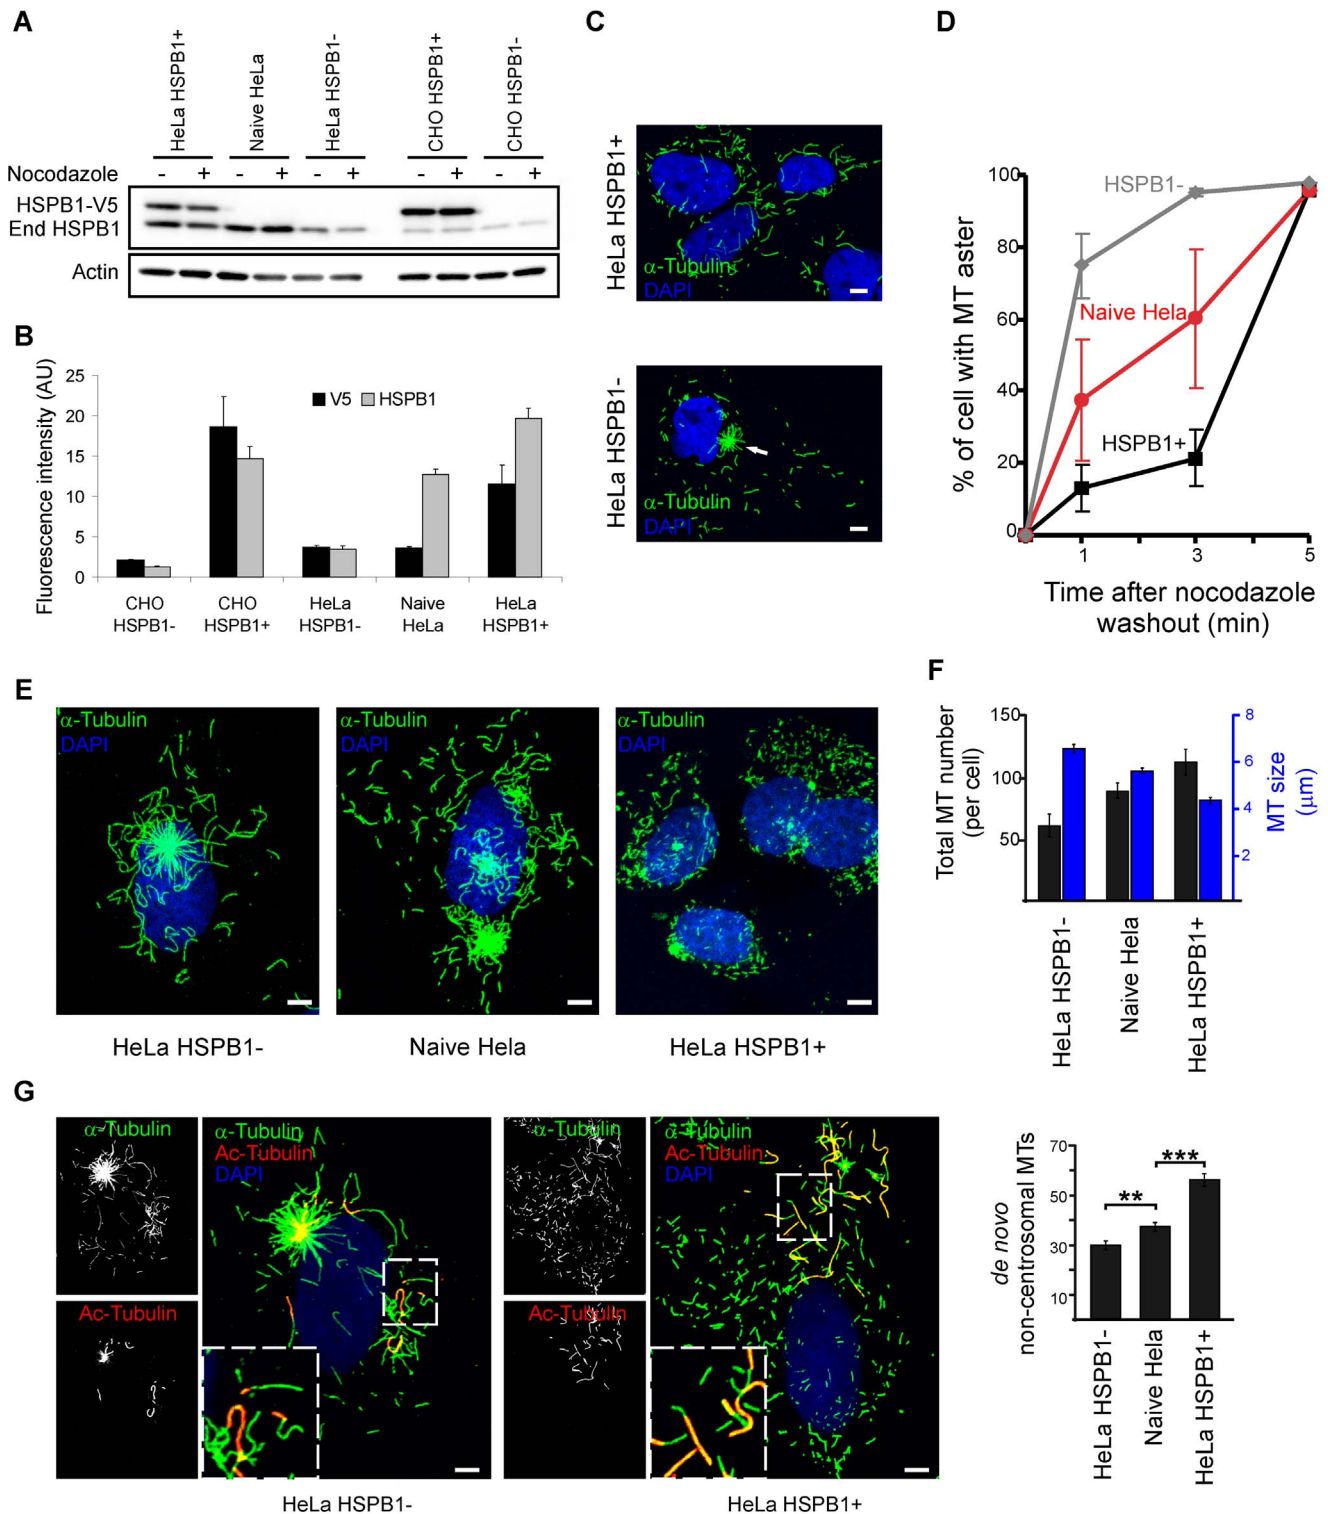 A
HeLa HSPB1+
Naive HeLa
HeLa HSPB1-
CHO HSPB1+
CHO HSPB1-
Nocodazole - + - + - + - + - +
HSPB1-V5
End HSPB1
Actin
B
Fluorescence intensity (AU)
25
20
15
10
5
0
V5 HSPB1
CHO HSPB1-
CHO HSPB1+
HeLa HSPB1-
Naive HeLa
HeLa HSPB1+
C
HeLa HSPB1+
α-Tubulin
DAPI
HeLa HSPB1-
α-Tubulin
DAPI
D
% of cell with MT aster
100
80
60
40
20
0
HSPB1-
Naive Hela
HSPB1+
1 3 5
Time after nocodazole
washout (min)
E
α-Tubulin
DAPI
α-Tubulin
DAPI
α-Tubulin
DAPI
HeLa HSPB1-
Naive Hela
HeLa HSPB1+
F
Total MT number
(per cell)
150
100
50
8
6
4
2
MT size
(μm)
HeLa HSPB1-
Naive Hela
HeLa HSPB1+
G
α-Tubulin
Ac-Tubulin
α-Tubulin
Ac-Tubulin
DAPI
HeLa HSPB1-
α-Tubulin
Ac-Tubulin
α-Tubulin
Ac-Tubulin
DAPI
HeLa HSPB1+
de novo
non-centrosomal MTs
70
50
30
10
**
***
HeLa HSPB1-
Naive Hela
HeLa HSPB1+